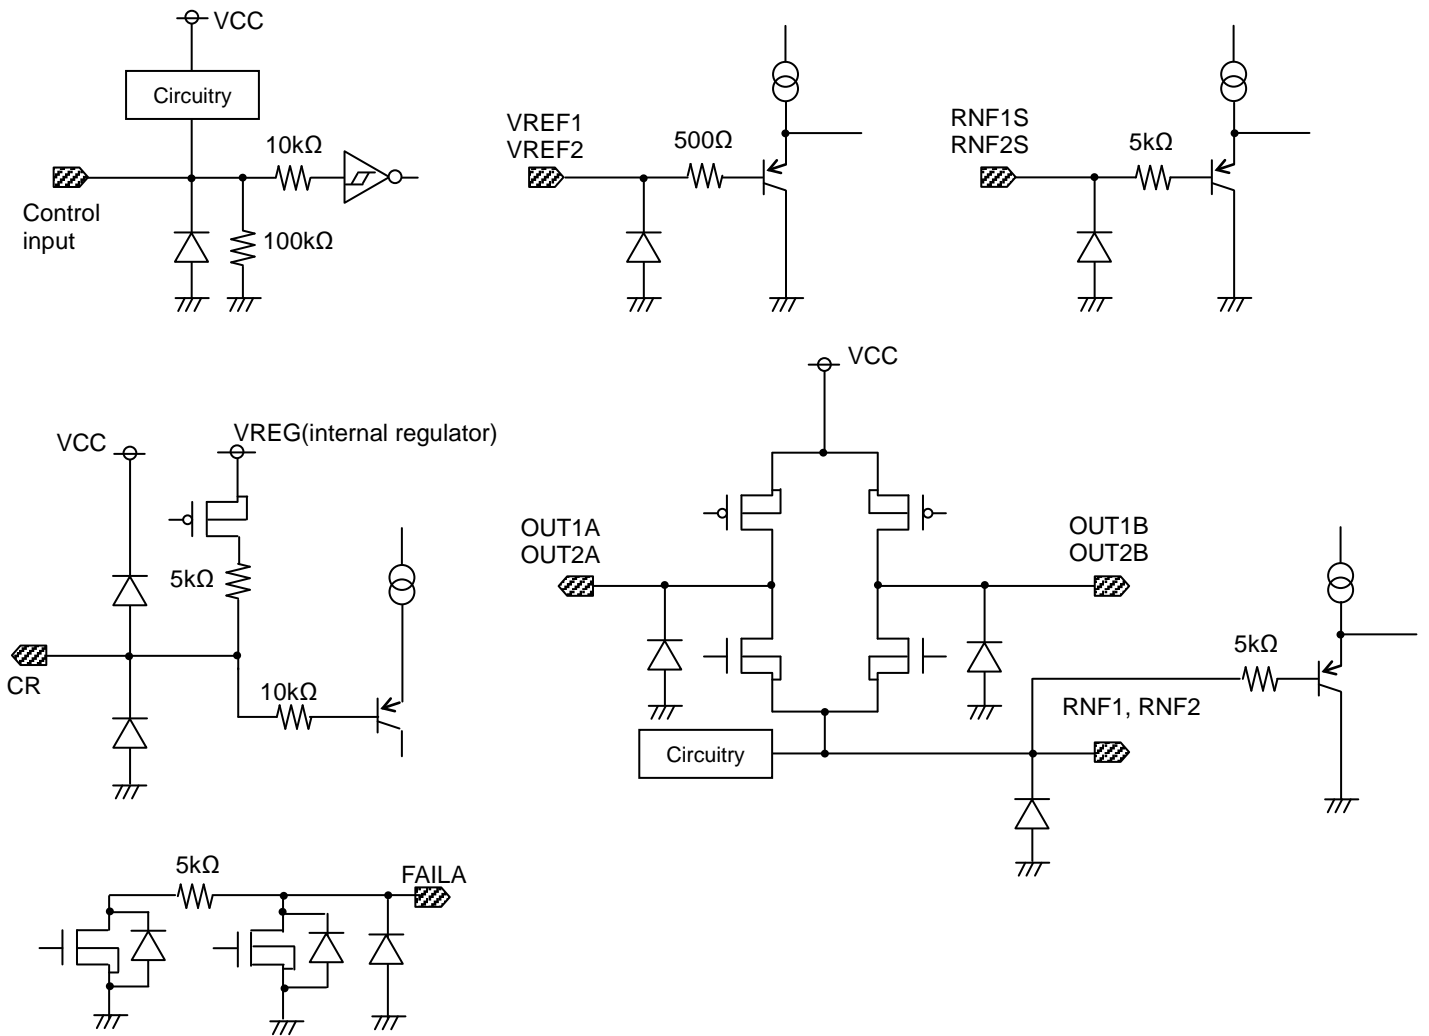 VCC
Circuitry
10kΩ
Control
input
100kΩ
VREF1
VREF2
500Ω
RNF1S
RNF2S
5kΩ
VCC
VREG(internal regulator)
5kΩ
CR
10kΩ
VCC
OUT1A
OUT2A
OUT1B
OUT2B
5kΩ
RNF1, RNF2
Circuitry
5kΩ
FAILA